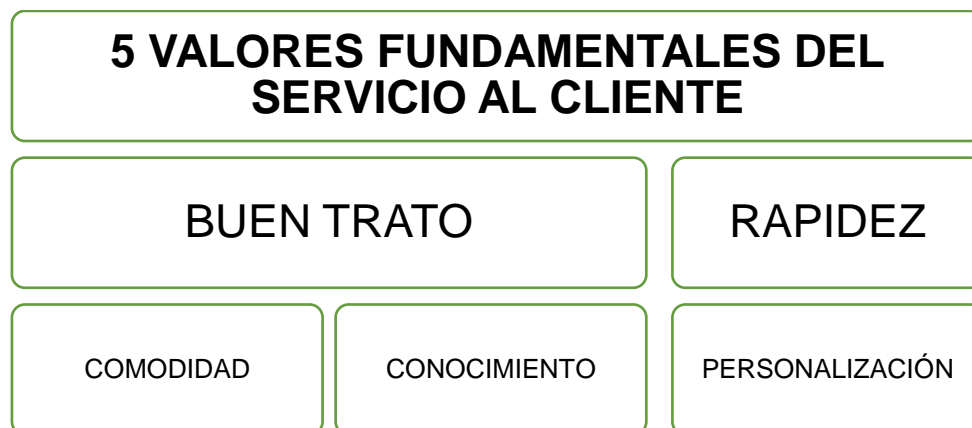 5 VALORES FUNDAMENTALES DEL
SERVICIO AL CLIENTE
BUEN TRATO
RAPIDEZ
COMODIDAD
CONOCIMIENTO
PERSONALIZACIÓN